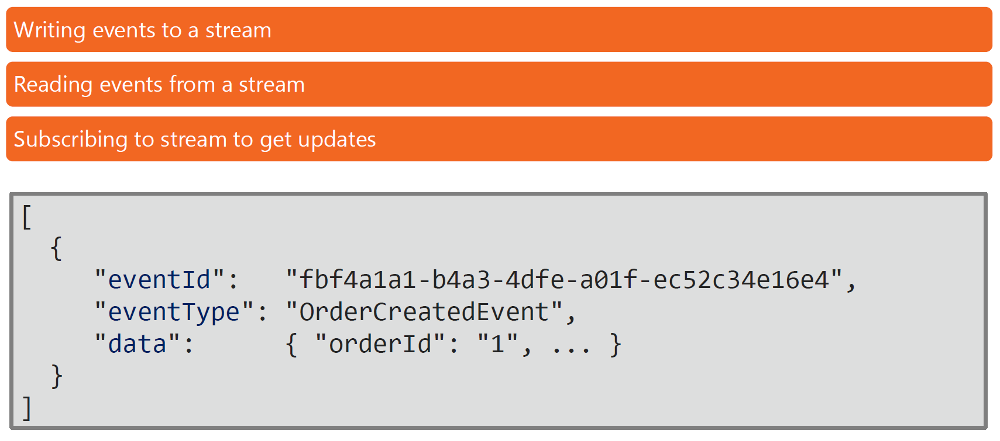 Writing events to a stream
Reading events from a stream
Subscribing to stream to get updates
[
{
"eventId": "fbf4a1a1-b4a3-4dfe-a01f-ec52c34e16e4",
"eventType": "OrderCreatedEvent",
"data": { "orderId": "1", ... }
}
]